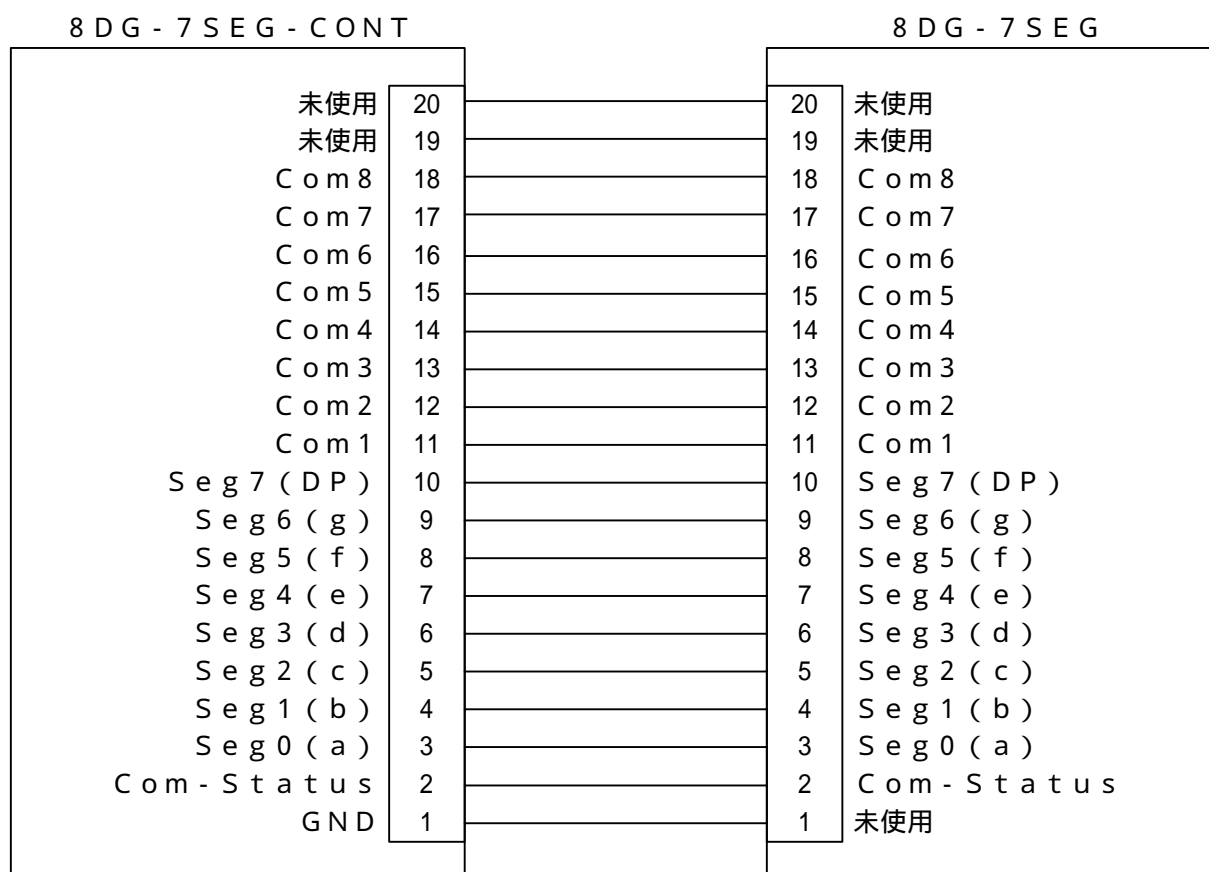 8DG-7SEG-CONT 8DG-7SEG
未使用 20 20 未使用
未使用 19 19 未使用
Com8 18 18 Com8
Com7 17 17 Com7
Com6 16 16 Com6
Com5 15 15 Com5
Com4 14 14 Com4
Com3 13 13 Com3
Com2 12 12 Com2
Com1 11 11 Com1
Seg7(DP) 10 10 Seg7(DP)
Seg6(g) 9 9 Seg6(g)
Seg5(f) 8 8 Seg5(f)
Seg4(e) 7 7 Seg4(e)
Seg3(d) 6 6 Seg3(d)
Seg2(c) 5 5 Seg2(c)
Seg1(b) 4 4 Seg1(b)
Seg0(a) 3 3 Seg0(a)
Com-Status 2 2 Com-Status
GND 1 1 未使用